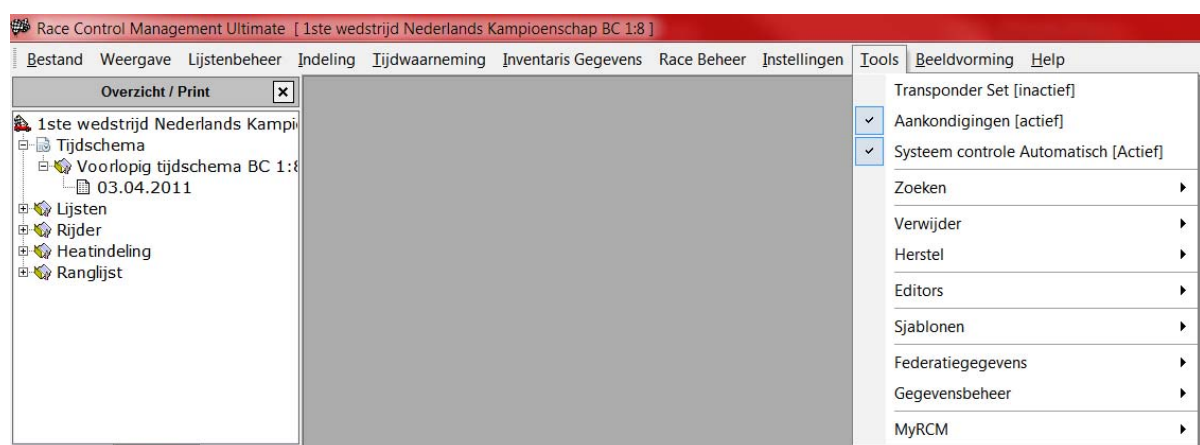 Race Control Management Ultimate [ 1ste wedstrijd Nederlands Kampioenschap BC 1:8 ]
Bestand Weergave Lijstenbeheer Indeling Tijdwaarneming Inventaris Gegevens Race Beheer Instellingen Tools Beeldvorming Help
Overzicht / Print
1ste wedstrijd Nederlands Kampi
Tijdschema
Voorlopig tijdschema BC 1:8
03.04.2011
Lijsten
Rijder
Heatindeling
Ranglijst
Transponder Set [inactief]
Aankondigingen [actief]
Systeem controle Automatisch [Actief]
Zoeken
Verwijder
Herstel
Editors
Sjablonen
Federatiegegevens
Gegevensbeheer
MyRCM